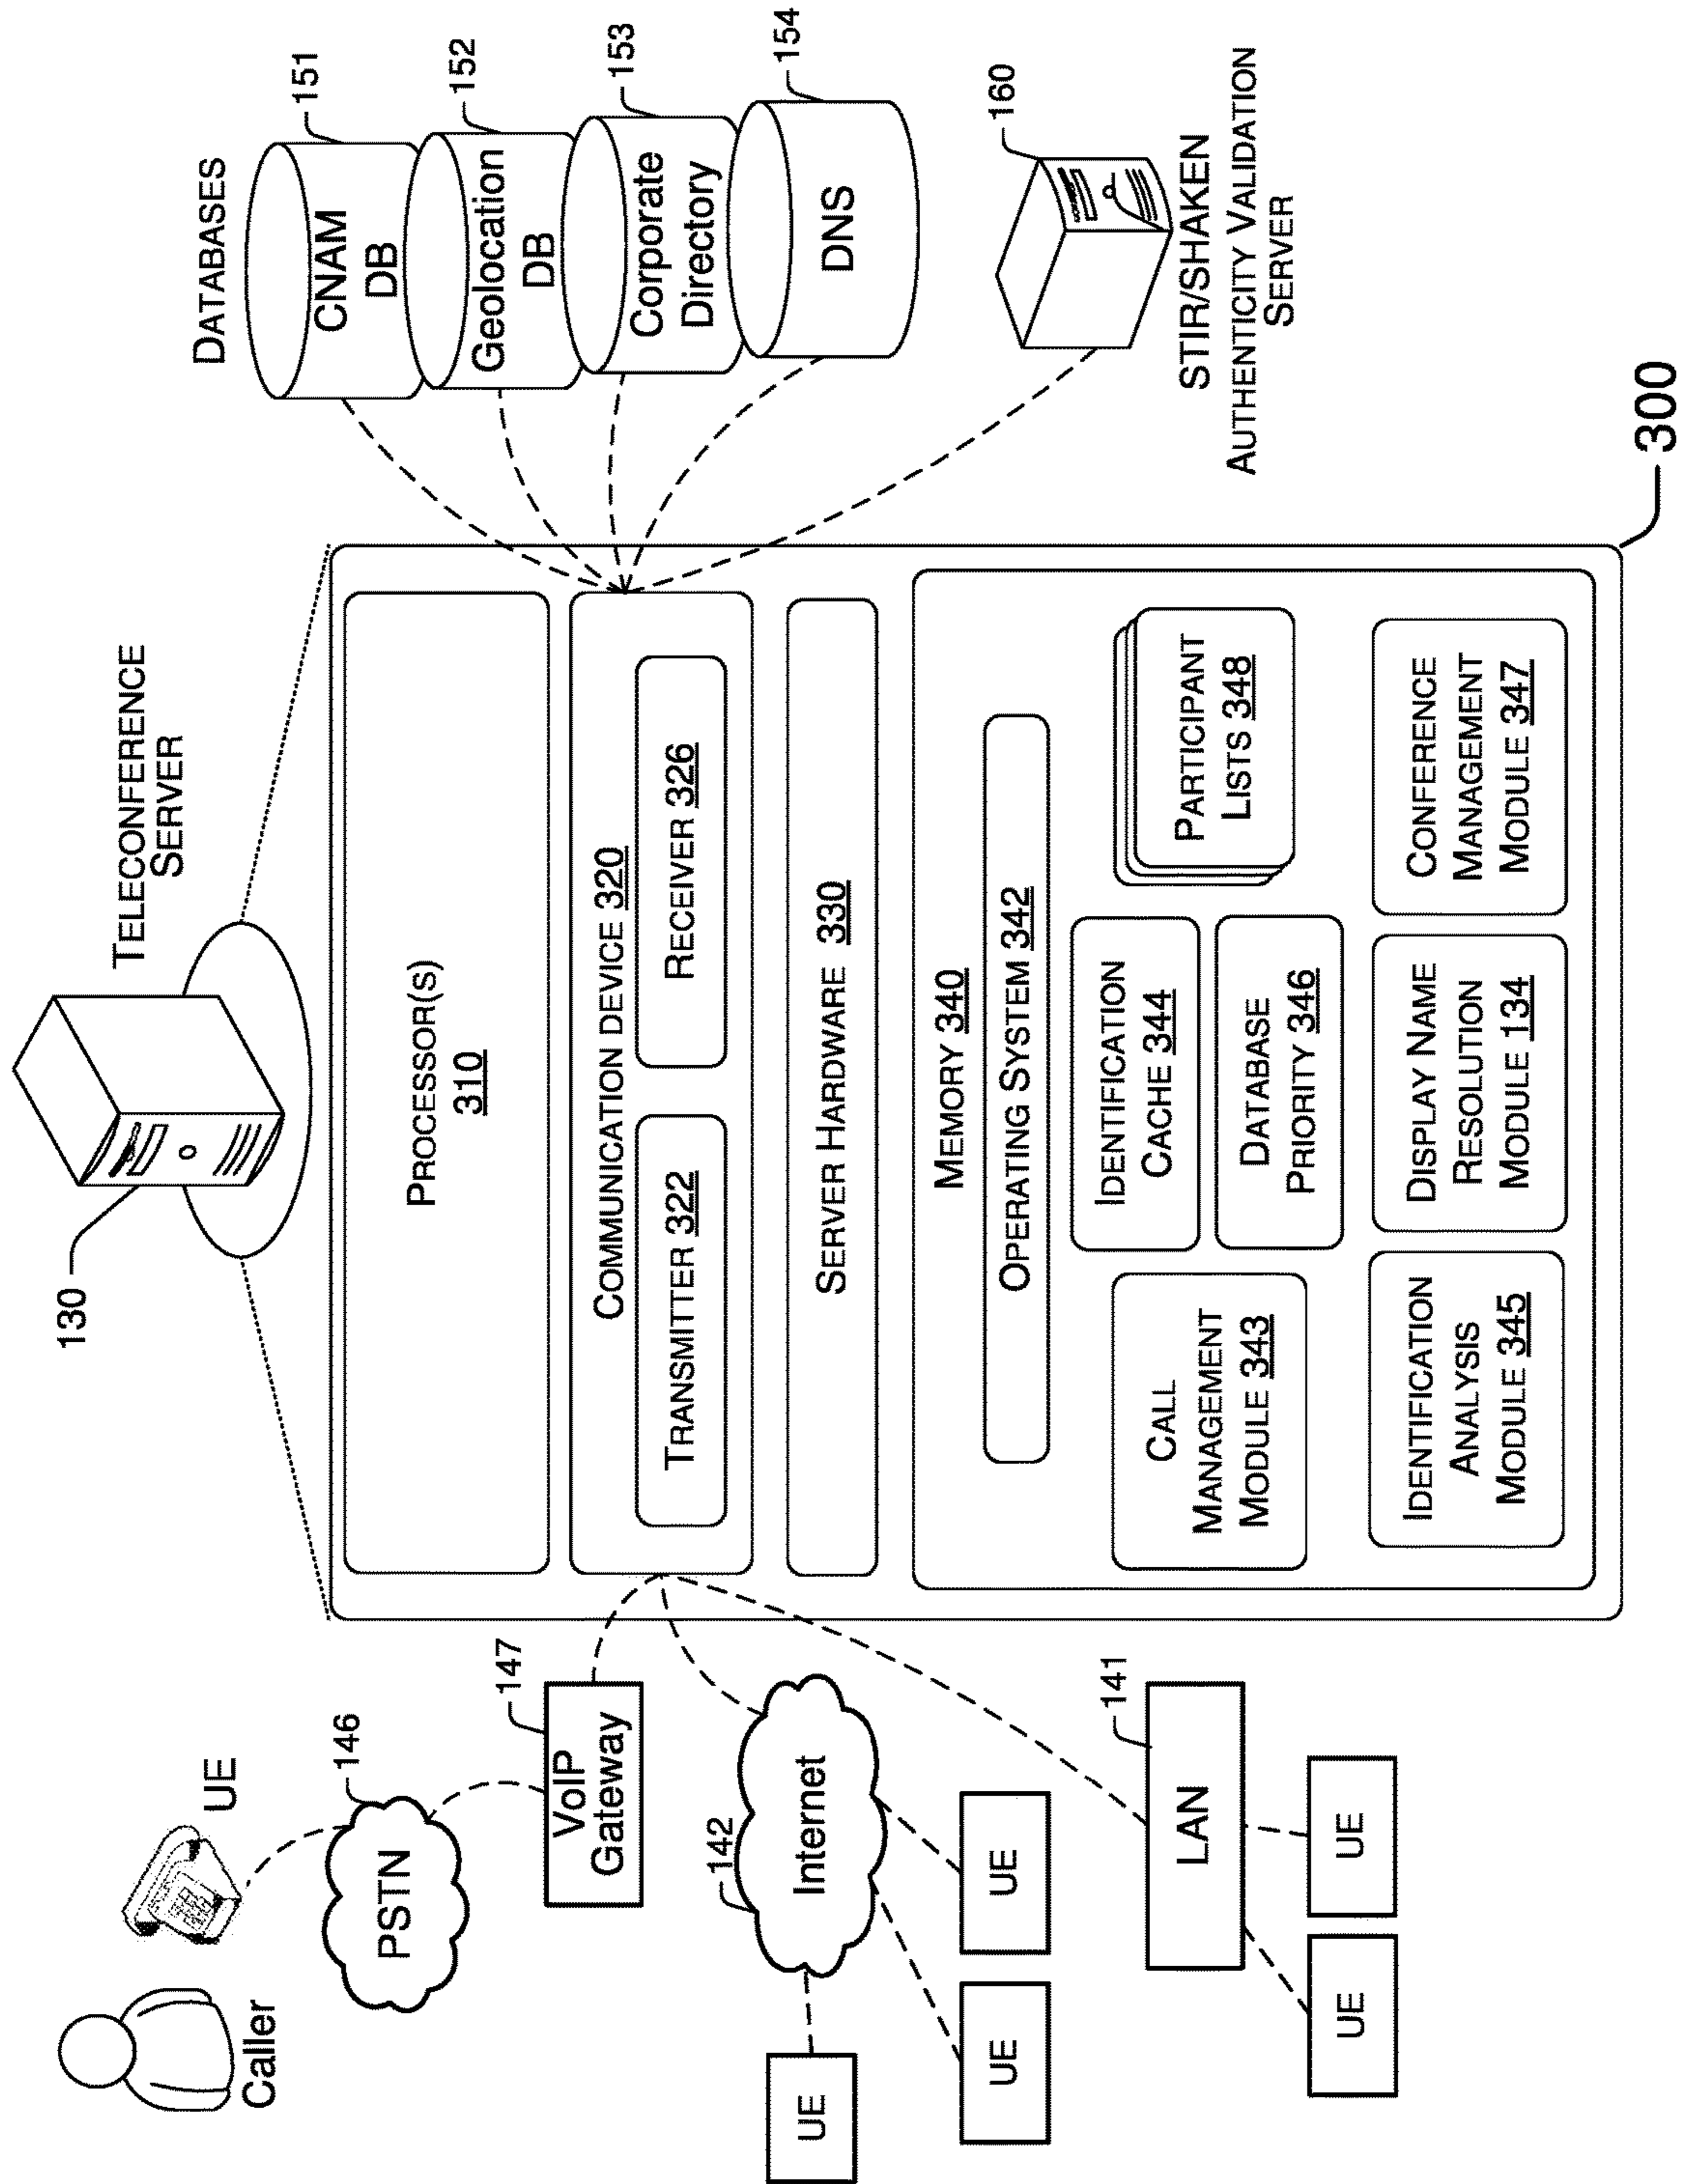 TELECONFERENCE
SERVER
130
Caller
UE
PSTN
146
VoIP
Gateway
147
Internet
142
UE
UE
UE
LAN
141
UE
UE
PROCESSOR(S)
310
COMMUNICATION DEVICE 320
TRANSMITTER 322
RECEIVER 326
SERVER HARDWARE 330
MEMORY 340
OPERATING SYSTEM 342
CALL
MANAGEMENT
MODULE 343
IDENTIFICATION
CACHE 344
DATABASE
PRIORITY 346
PARTICIPANT
LISTS 348
IDENTIFICATION
ANALYSIS
MODULE 345
DISPLAY NAME
RESOLUTION
MODULE 134
CONFERENCE
MANAGEMENT
MODULE 347
DATABASES
CNAM
DB
151
Geolocation
DB
152
Corporate
Directory
153
DNS
154
160
STIR/SHAKEN
AUTHENTICITY VALIDATION
SERVER
300